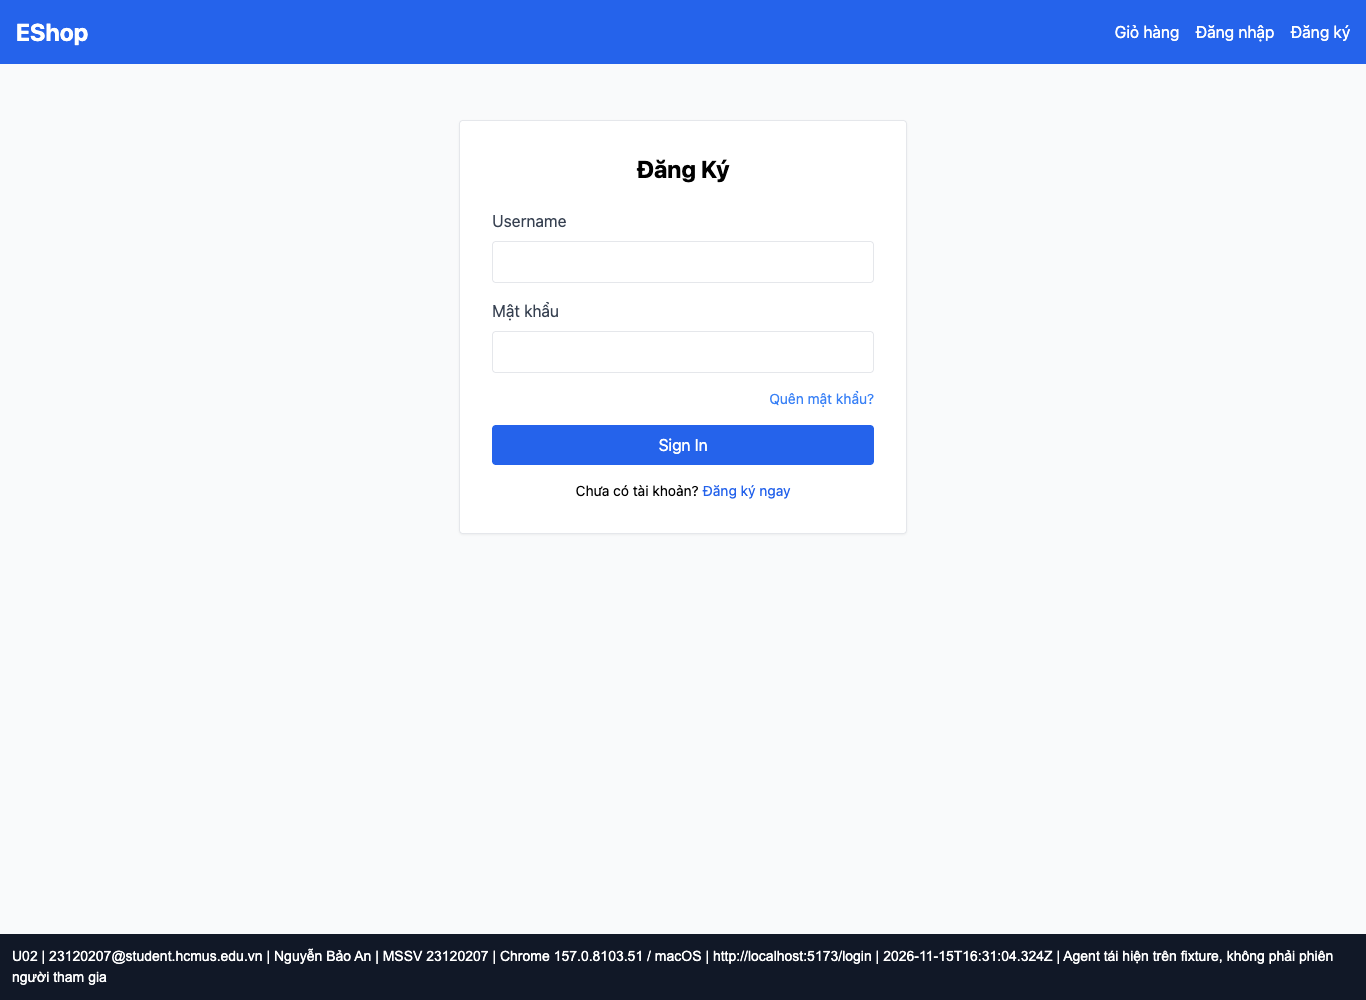 EShop
Giỏ hàng Đăng nhập Đăng ký
Đăng Ký
Username
Mật khẩu
Quên mật khẩu?
Sign In
Chưa có tài khoản? Đăng ký ngay
U02 | 23120207@student.hcmus.edu.vn | Nguyễn Bảo An | MSSV 23120207 | Chrome 157.0.8103.51 / macOS | http://localhost:5173/login | 2026-11-15T16:31:04.324Z | Agent tái hiện trên fixture, không phải phiên
người tham gia